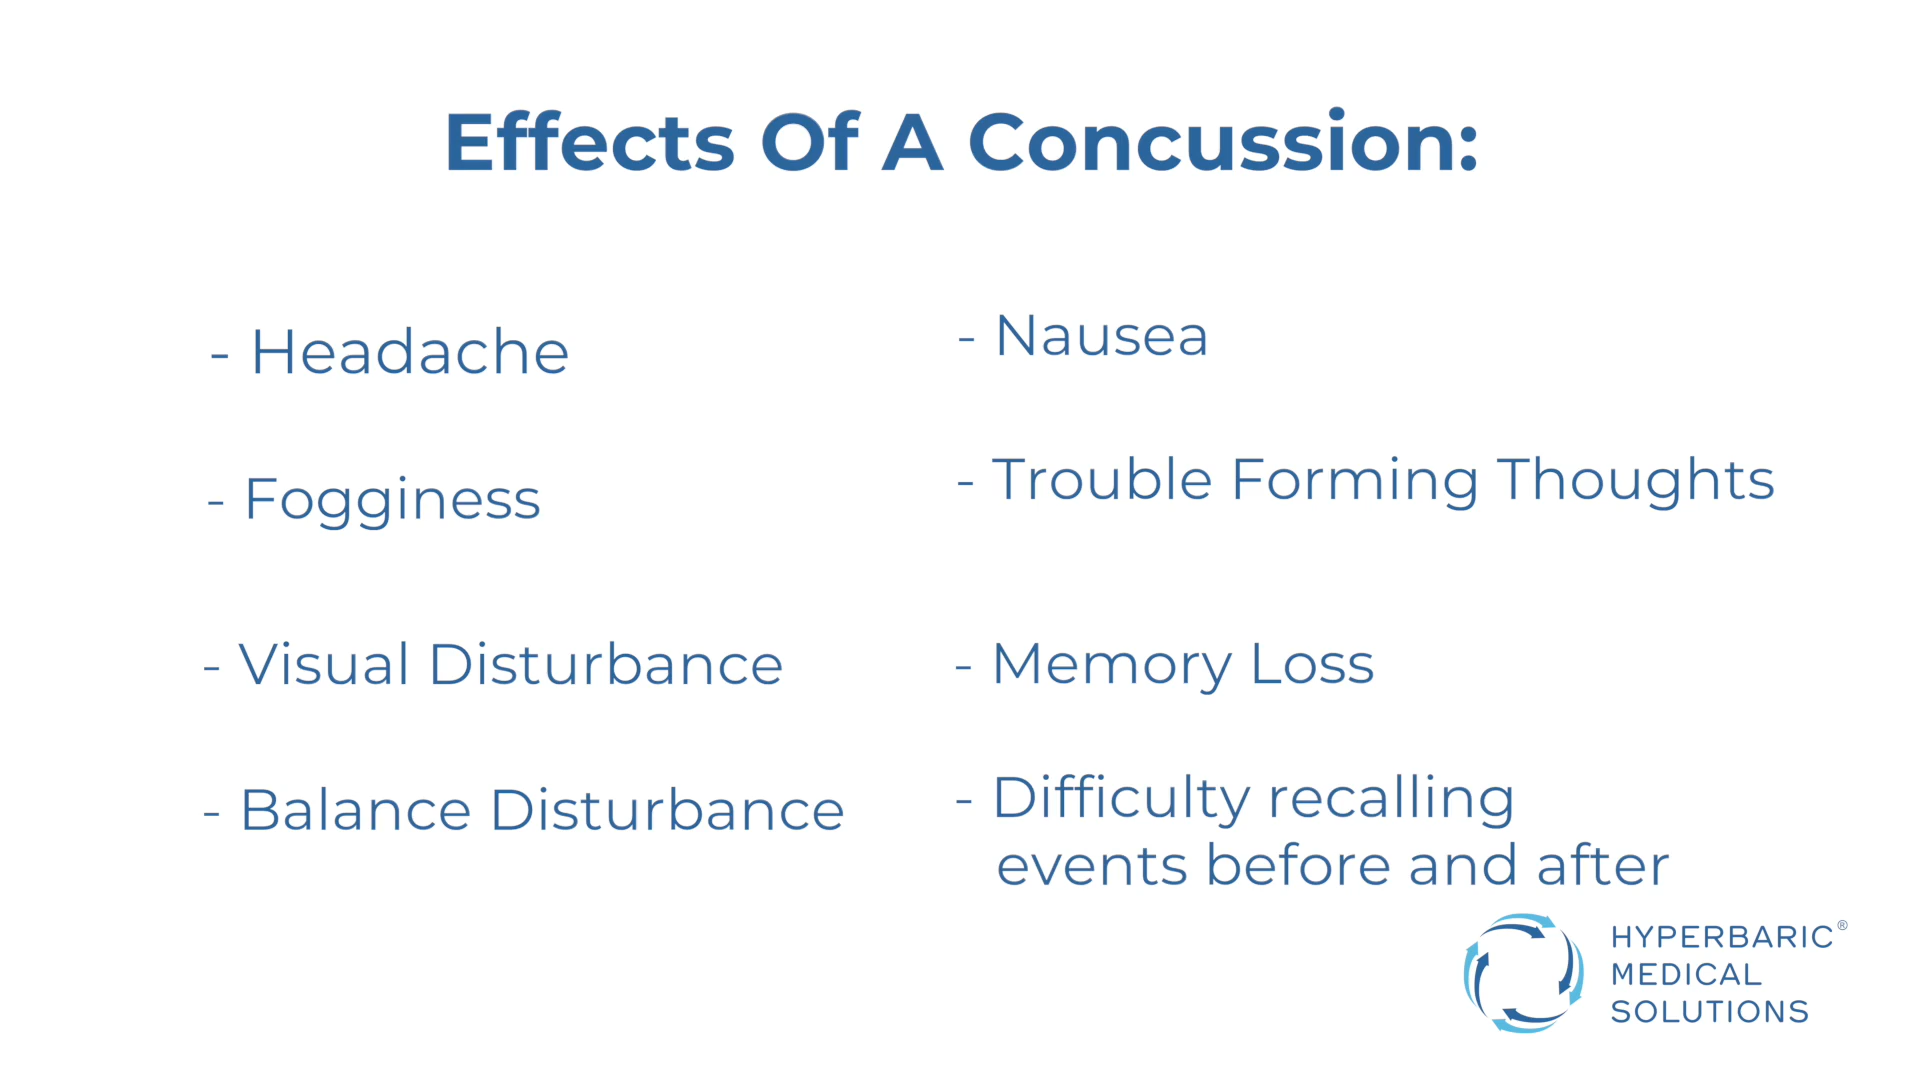 Effects Of A Concussion:
- Headache
- Fogginess
- Visual Disturbance
- Balance Disturbance
- Nausea
- Trouble Forming Thoughts
- Memory Loss
- Difficulty recalling
events before and after
HYPERBARIC®
MEDICAL
SOLUTIONS